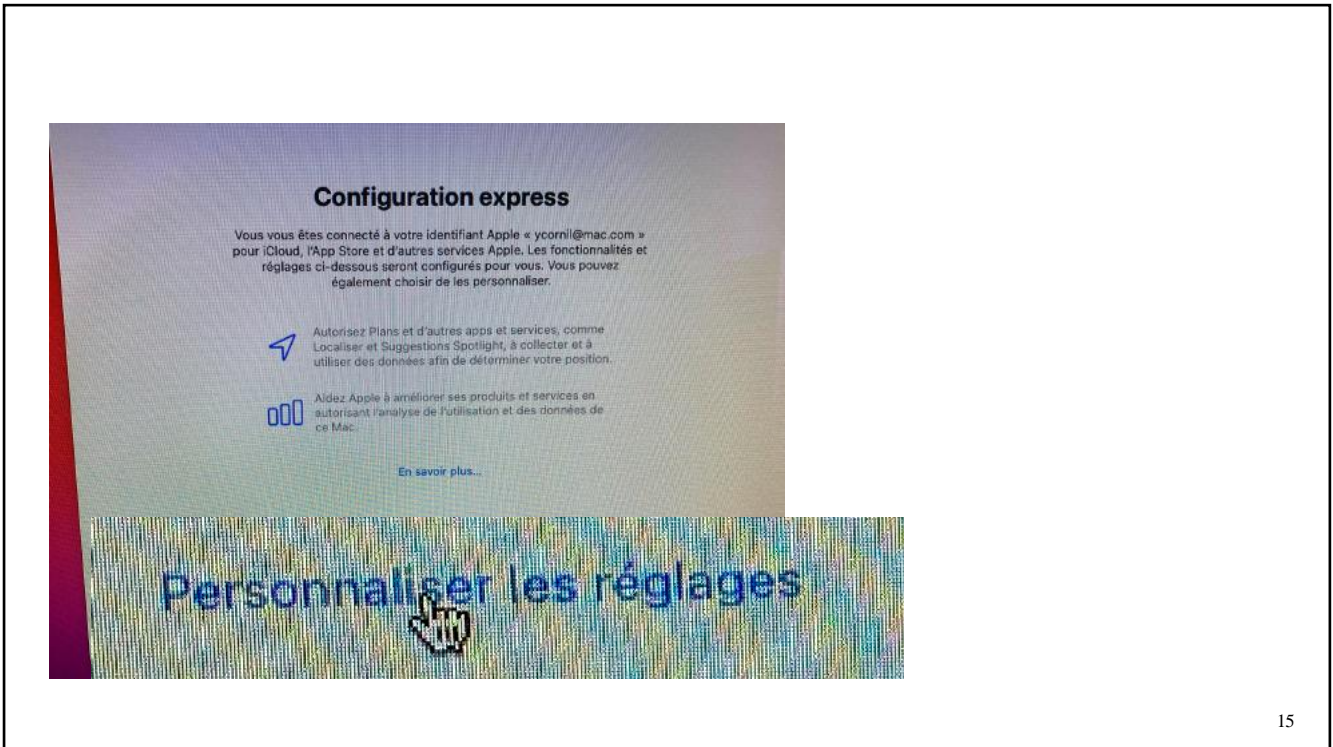 Configuration express
Vous vous êtes connecté à votre identifiant Apple « ycornil@mac.com »
pour iCloud, l'App Store et d'autres services Apple. Les fonctionnalités et
réglages ci-dessous seront configurés pour vous. Vous pouvez
également choisir de les personnaliser.
Autorisez Plans et d'autres apps et services, comme
Localiser et Suggestions Spotlight, à collecter et à
utiliser des données afin de déterminer votre position.
Aidez Apple à améliorer ses produits et services en
autorisant l'analyse de l'utilisation et des données de
ce Mac.
En savoir plus...
Personnaliser les réglages
15